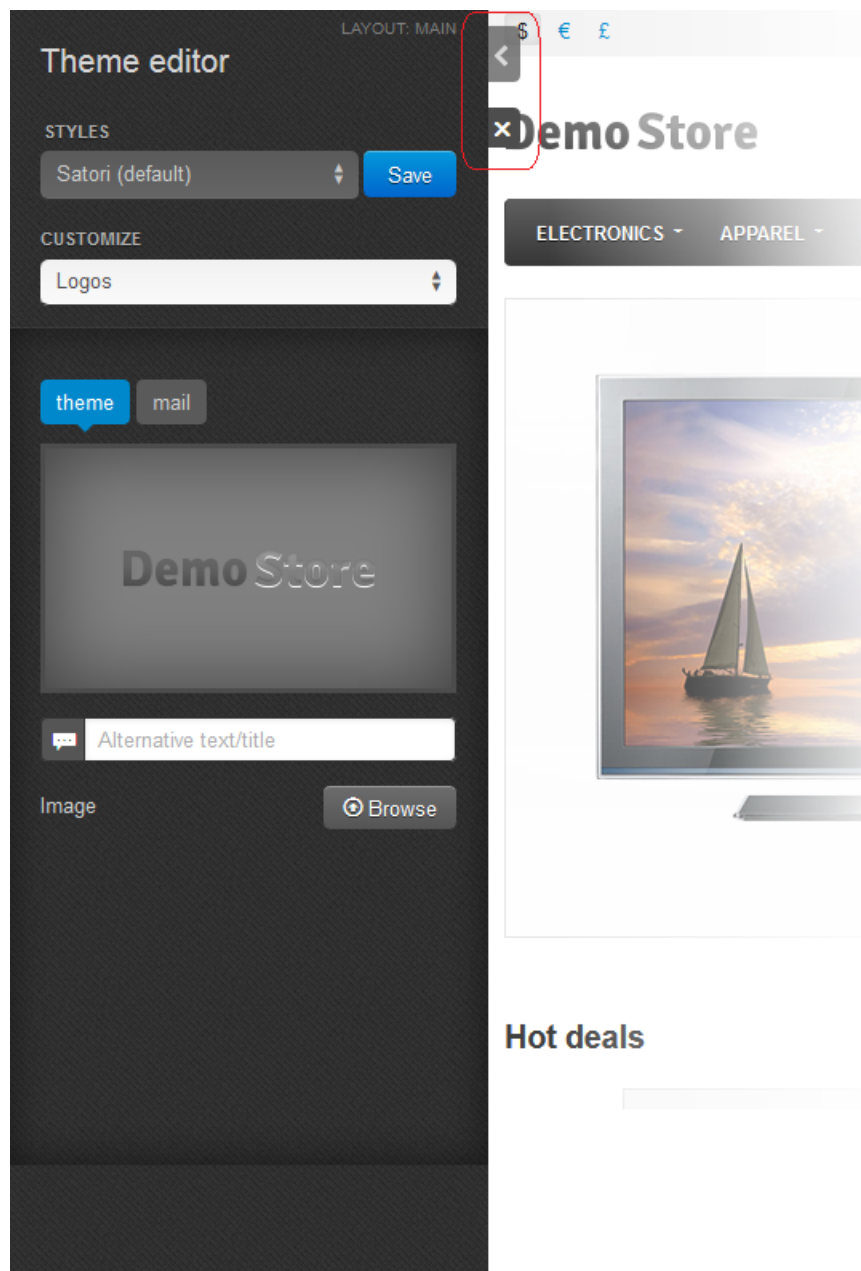 LAYOUT: MAIN
Theme editor
STYLES
Satori (default)
Save
CUSTOMIZE
Logos
theme
mail
Demo Store
Alternative text/title
Image
Browse
$ € £
Demo Store
ELECTRONICS
APPAREL
Hot deals